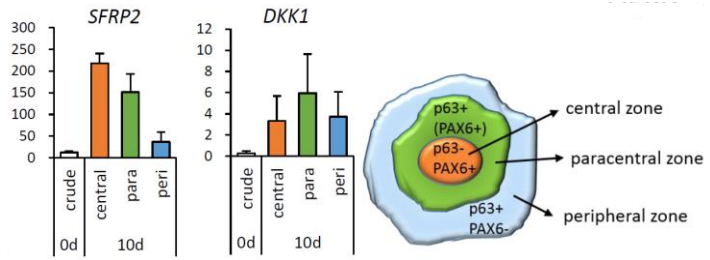 SFRP2
300
250
200
150
100
50
0
crude
central
para
peri
0d
10d
DKK1
12
10
8
6
4
2
0
crude
central
para
peri
0d
10d
p63+
(PAX6+)
p63-
PAX6+
p63+
PAX6-
central zone
paracentral zone
peripheral zone